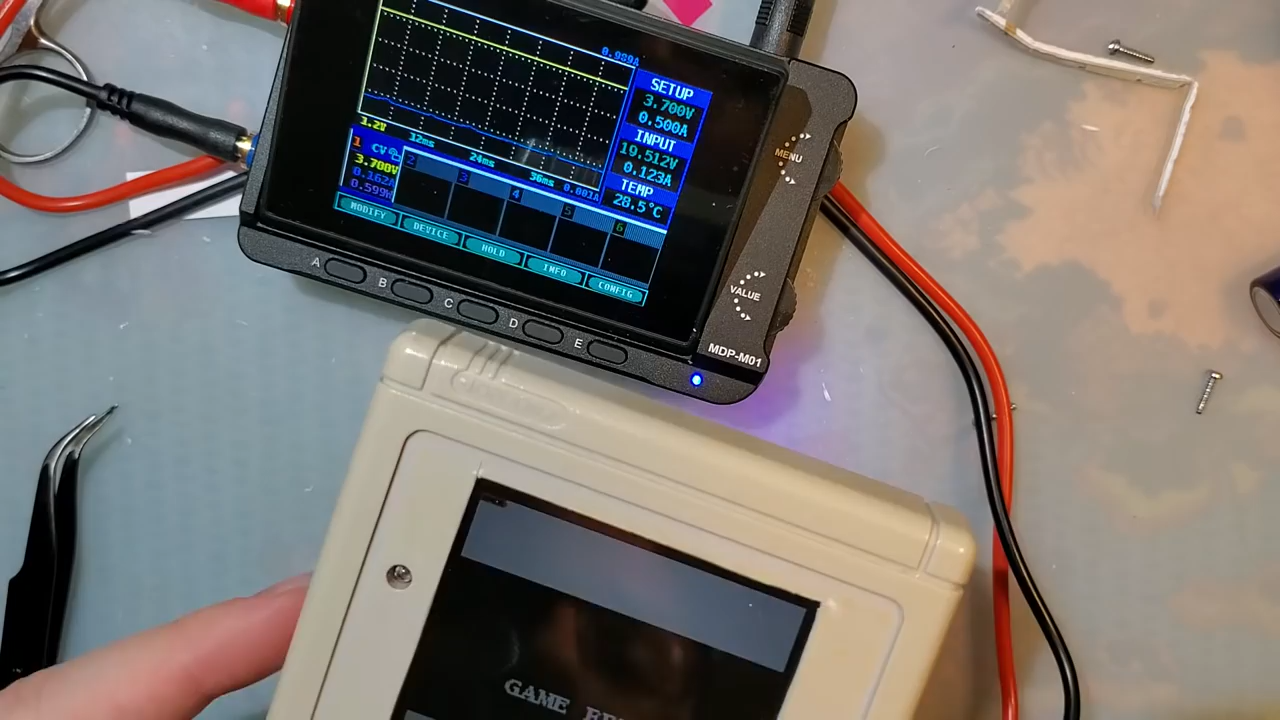 0.989A
SETUP
3.700V
0.500A
INPUT
19.512V
0.123A
TEMP
28.5°C
1.2V
12ms
24ms
36ms
0.001A
1 CV
3.700V
0.162A
0.599W
2
3
4
5
6
MODIFY
DEVICE
HOLD
INFO
CONFIG
A
B
C
D
E
MENU
VALUE
MDP-M01
GAME